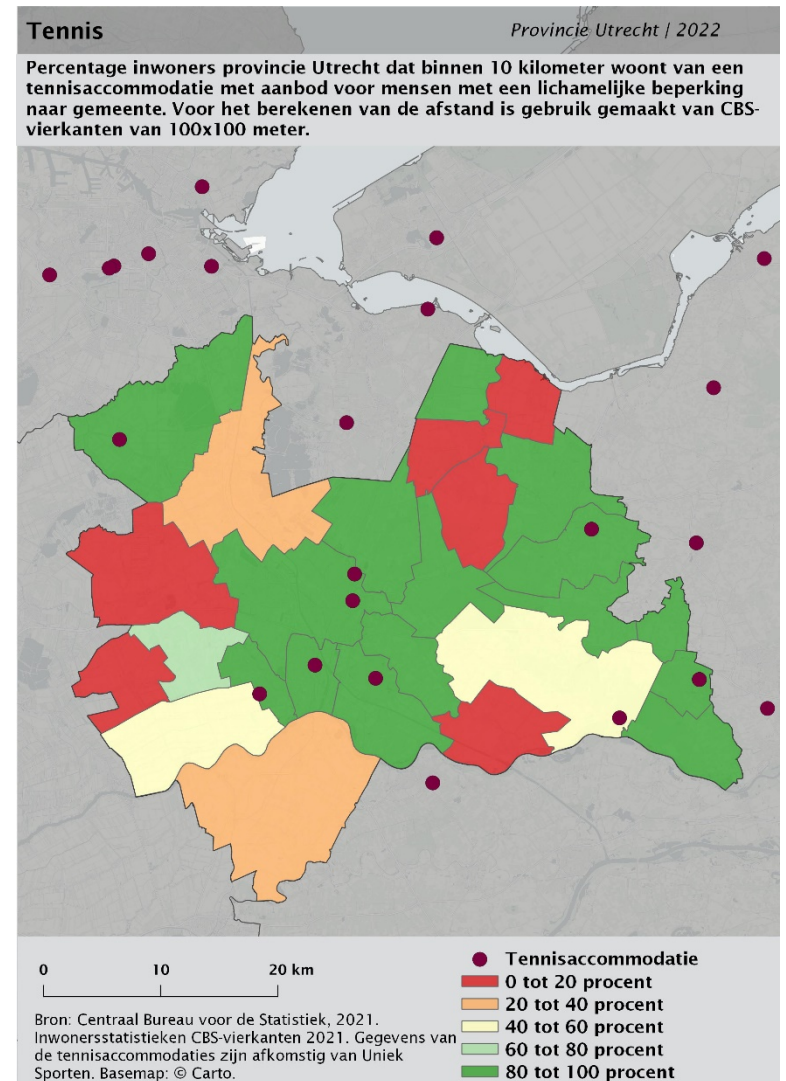 Tennis
Provincie Utrecht / 2022
Percentage inwoners provincie Utrecht dat binnen 10 kilometer woont van een
tennisaccommodatie met aanbod voor mensen met een lichamelijke beperking
naar gemeente. Voor het berekenen van de afstand is gebruik gemaakt van CBS-
vierkanten van 100x100 meter.
0 10 20 km
Bron: Centraal Bureau voor de Statistiek, 2021.
Inwonersstatistieken CBS-vierkanten 2021. Gegevens van
de tennisaccommodaties zijn afkomstig van Uniek
Sporten. Basemap: © Carto.
Tennisaccommodatie
0 tot 20 procent
20 tot 40 procent
40 tot 60 procent
60 tot 80 procent
80 tot 100 procent